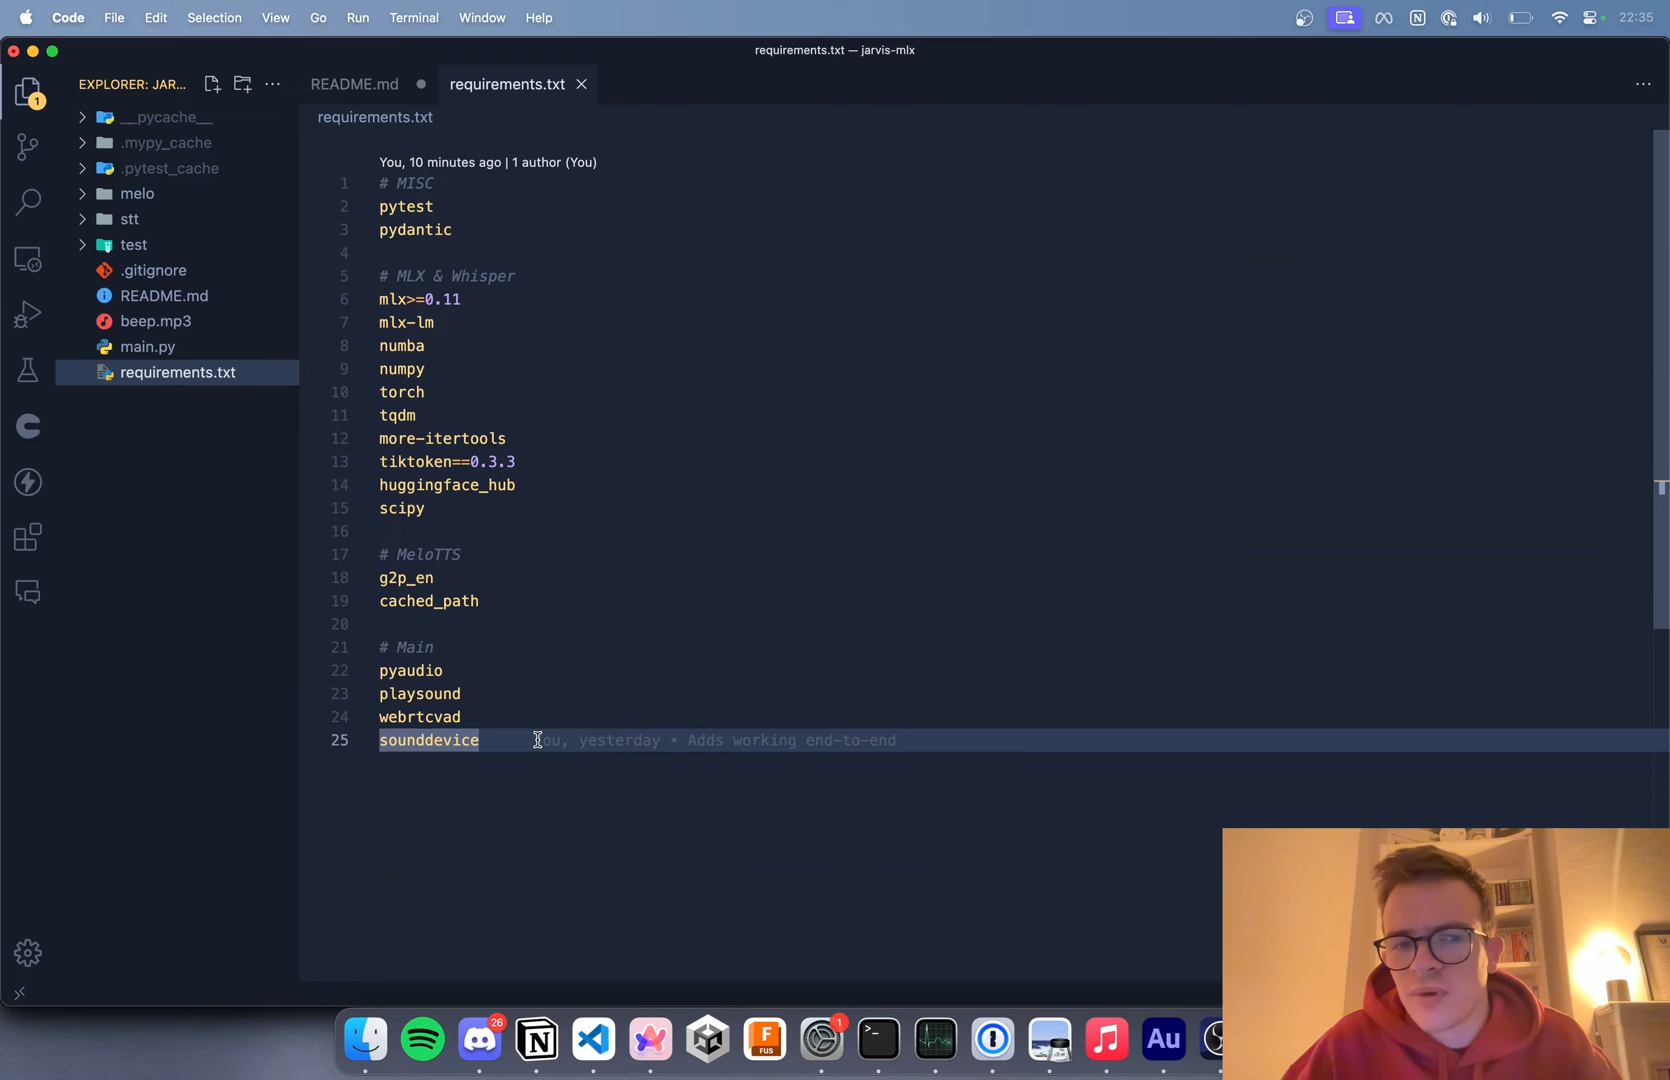 Code File Edit Selection View Go Run Terminal Window Help 22:35
requirements.txt — jarvis-mlx
EXPLORER: JAR... README.md requirements.txt
1
__pycache__
.mypy_cache
.pytest_cache
melo
stt
test
.gitignore
README.md
beep.mp3
main.py
requirements.txt
requirements.txt
You, 10 minutes ago | 1 author (You)
1 # MISC
2 pytest
3 pydantic
4
5 # MLX & Whisper
6 mlx>=0.11
7 mlx-lm
8 numba
9 numpy
10 torch
11 tqdm
12 more-itertools
13 tiktoken==0.3.3
14 huggingface_hub
15 scipy
16
17 # MeloTTS
18 g2p_en
19 cached_path
20
21 # Main
22 pyaudio
23 playsound
24 webrtcvad
25 sounddevice ou, yesterday • Adds working end-to-end
26
1
F
FUS
Au